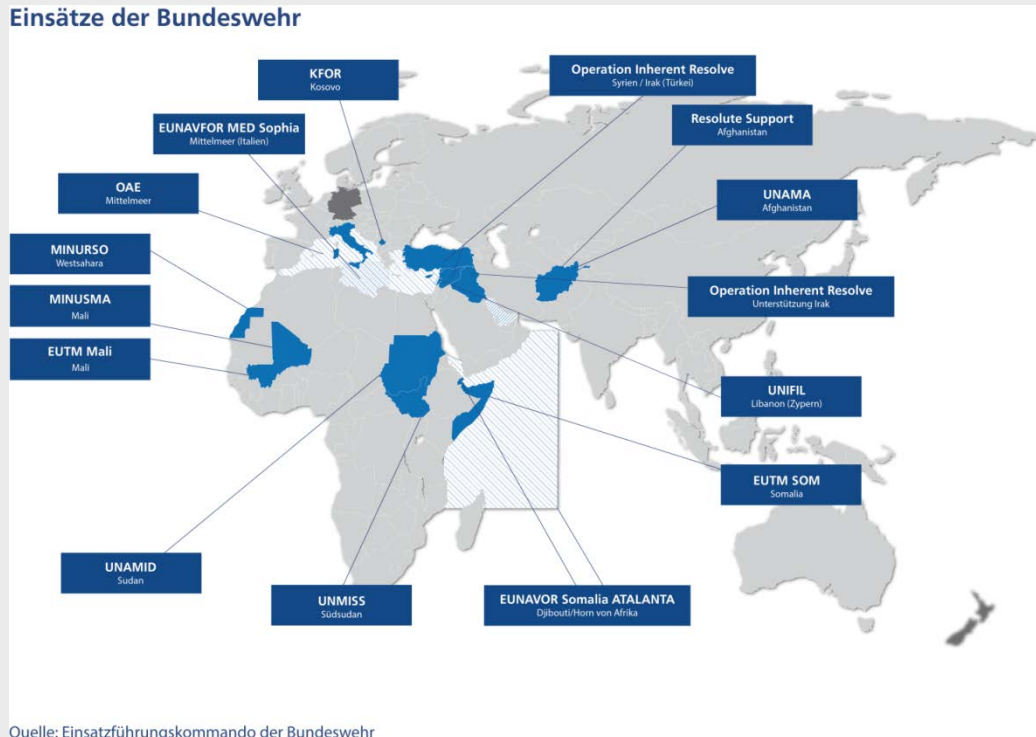 Einsätze der Bundeswehr
KFOR
Kosovo
Operation Inherent Resolve
Syrien / Irak (Türkei)
EUNAVFOR MED Sophia
Mittelmeer (Italien)
Resolute Support
Afghanistan
OAE
Mittelmeer
UNAMA
Afghanistan
MINURSO
Westsahara
MINUSMA
Mali
Operation Inherent Resolve
Unterstützung Irak
EUTM Mali
Mali
UNIFIL
Libanon (Zypern)
EUTM SOM
Somalia
UNAMID
Sudan
UNMISS
Südsudan
EUNAVOR Somalia ATALANTA
Djibouti/Horn von Afrika
Quelle: Einsatzführungskommando der Bundeswehr